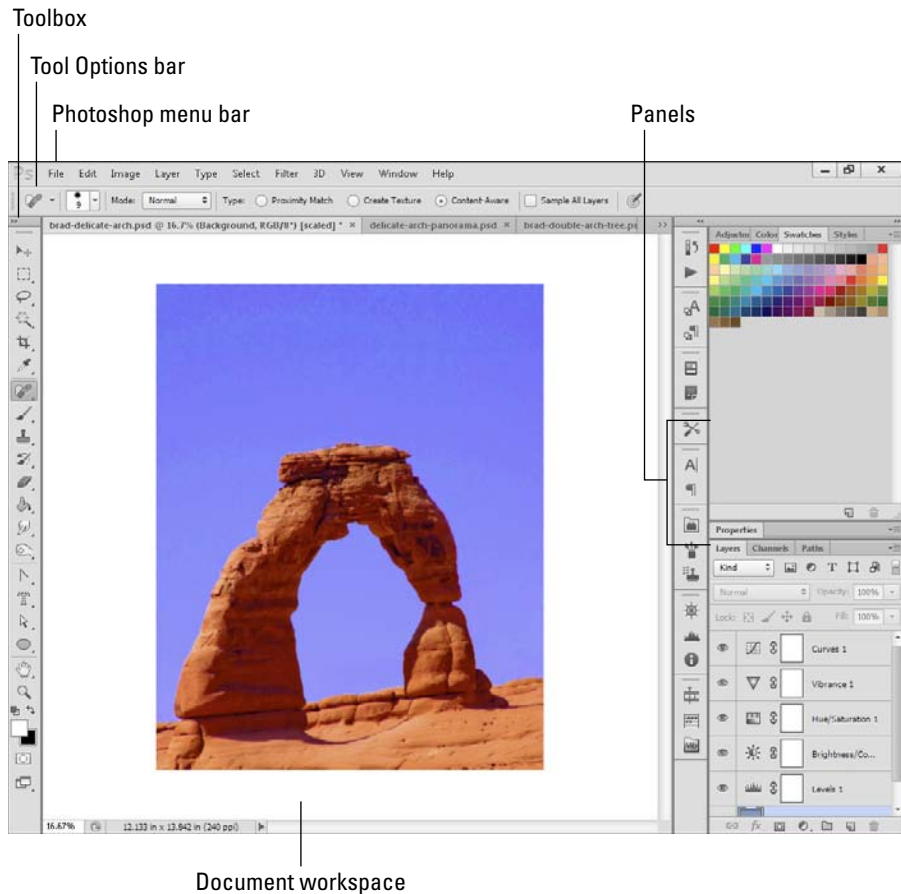 Toolbox
Tool Options bar
Photoshop menu bar
Panels
Ps File Edit Image Layer Type Select Filter 3D View Window Help
9 Mode: Normal Type: Proximity Match Create Texture Content-Aware Sample All Layers
brad-delicate-arch.psd @ 16.7% (Background, RGB/8*) [scaled] * × delicate-arch-panorama.psd × brad-double-arch-tree.ps
Color Swatches Styles
Properties
Layers Channels Paths
Kind
Normal Opacity: 100%
Lock: Fill: 100%
Curves 1
Vibrance 1
Hue/Saturation 1
Brightness/Co...
Levels 1
16.67% 12.133 in x 13.842 in (240 ppi)
Document workspace